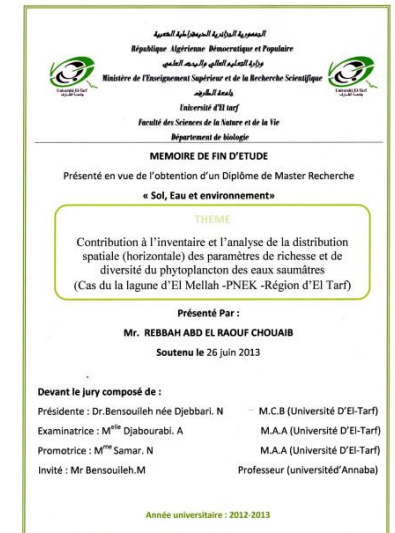 الجمهورية الجزائرية الديمقراطية الشعبية
République Algérienne Démocratique et Populaire
وزارة التعليم العالي والبحث العلمي
Ministère de l'Enseignement Supérieur et de la Recherche Scientifique
جامعة الطارف
Université d'El tarf
Faculté des Sciences de la Nature et de la Vie
Département de biologie
MEMOIRE DE FIN D'ETUDE
Présenté en vue de l'obtention d'un Diplôme de Master Recherche
« Sol, Eau et environnement»
THEME
Contribution à l'inventaire et l'analyse de la distribution
spatiale (horizontale) des paramètres de richesse et de
diversité du phytoplancton des eaux saumâtres
(Cas du la lagune d'El Mellah -PNEK -Région d'El Tarf)
Présenté Par :
Mr. REBBAH ABD EL RAOUF CHOUAIB
Soutenu le 26 juin 2013
Devant le jury composé de :
Présidente : Dr.Bensouileh née Djebbari. N - M.C.B (Université D'El-Tarf)
Examinatrice : Melle Djabourabi. A M.A.A (Université D'El-Tarf)
Promotrice : Mme Samar. N M.A.A (Université D'El-Tarf)
Invité : Mr Bensouileh.M Professeur (universitéd'Annaba)
Année universitaire : 2012-2013